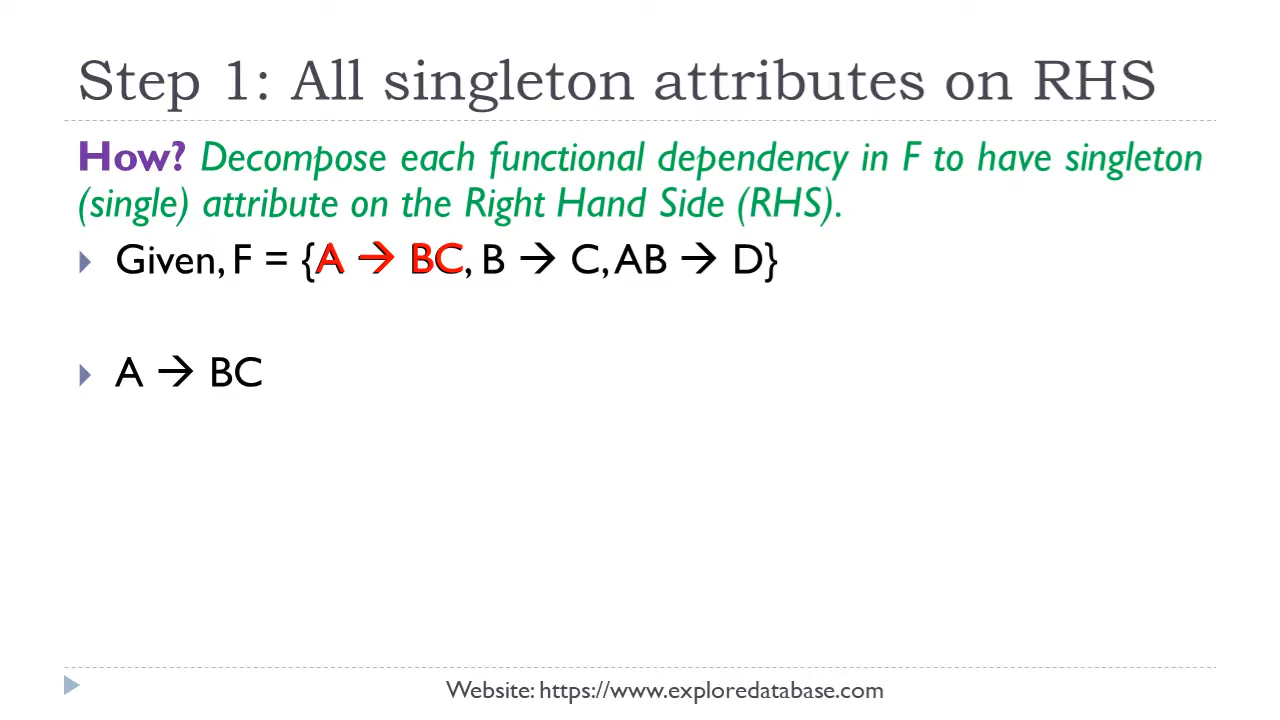 Step 1: All singleton attributes on RHS
How? Decompose each functional dependency in F to have singleton
(single) attribute on the Right Hand Side (RHS).
Given, F = {A → BC, B → C, AB → D}
A → BC
Website: https://www.exploredatabase.com